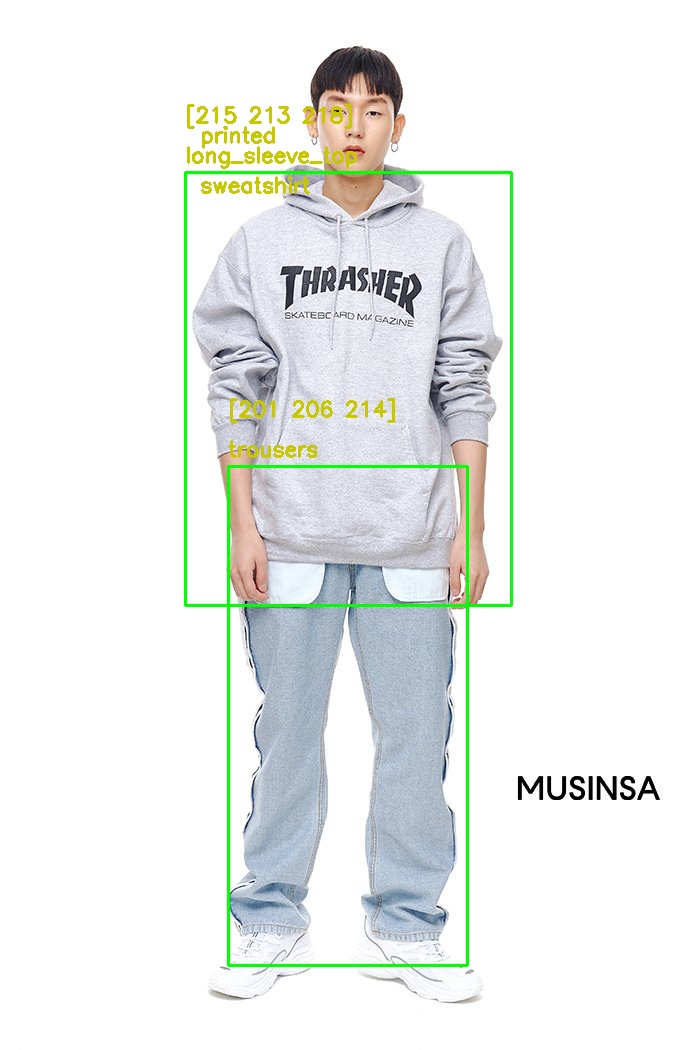 [215 213 218]
printed
long_sleeve_top
sweatshirt
THRASHER
SKATEBOARD MAGAZINE
[201 206 214]
trousers
MUSINSA